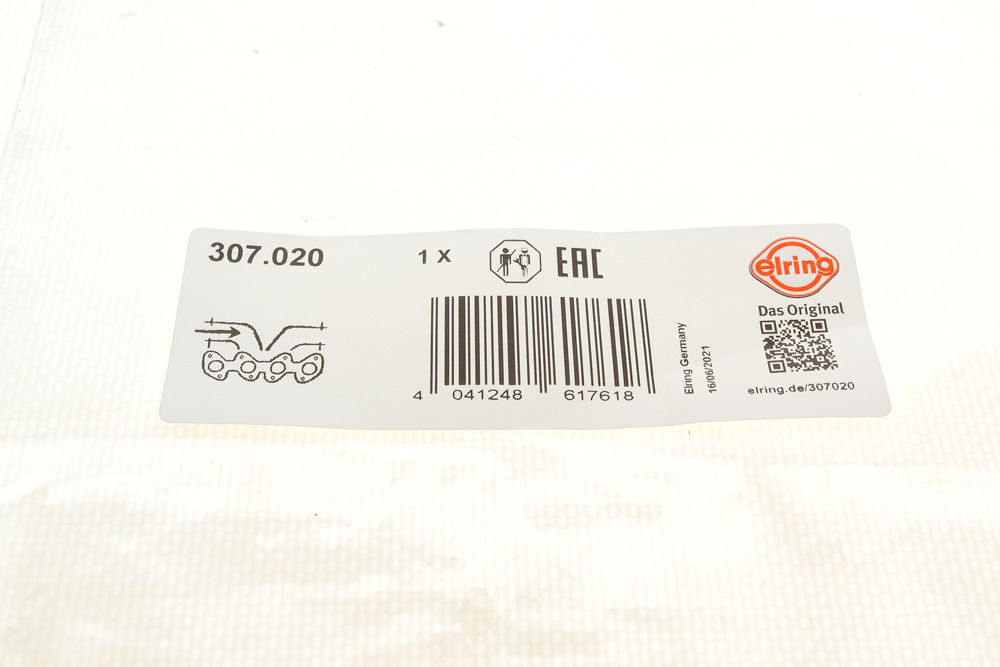 307.020
1 X
EAC
elring
Das Original
4 041248 617618
Elring Germany
16/06/2021
elring.de/307020